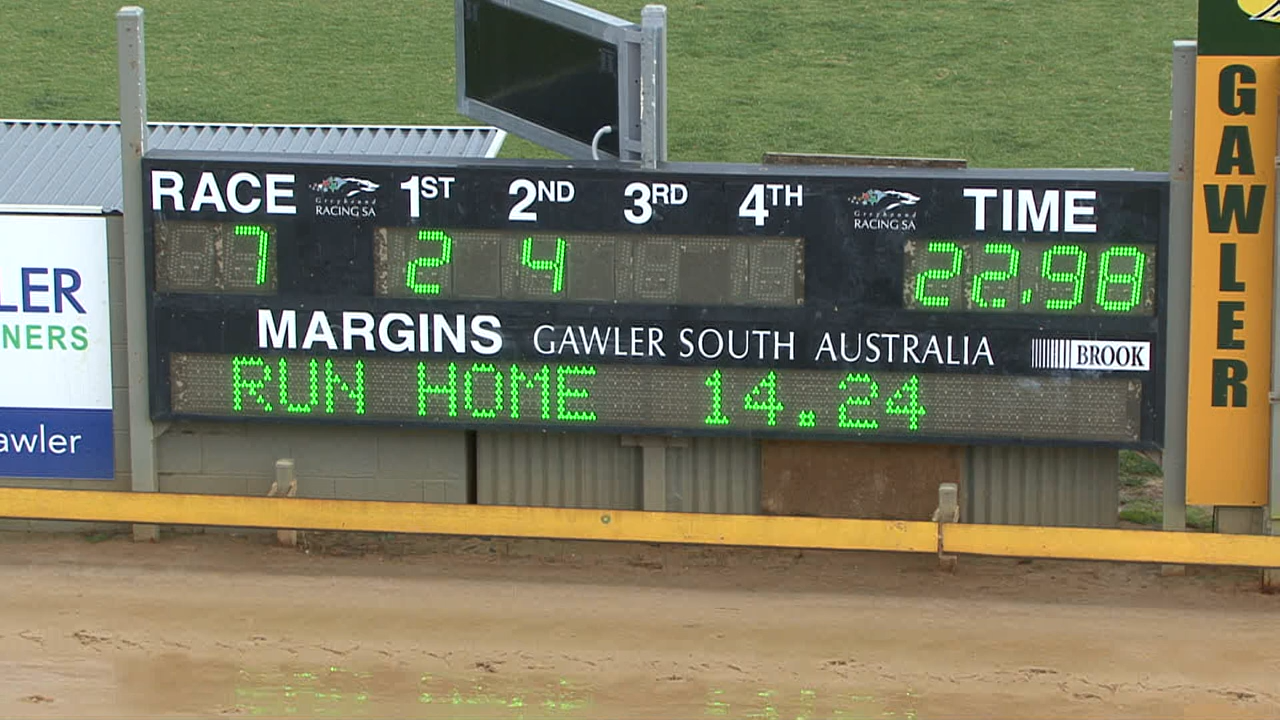 RACE Greyhound RACING SA 1ST 2ND 3RD 4TH Greyhound RACING SA TIME
7 2 4 22.98
MARGINS GAWLER SOUTH AUSTRALIA BROOK
RUN HOME 14.24
GAWLER
LER
NERS
awler